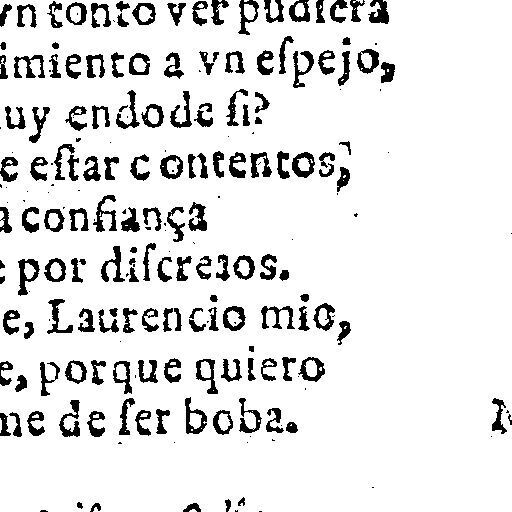 vn tonto ver pudiera
imiento a vn eſpejo,
uy endo de ſi?
e eſtar c ontentos,
a confiança
e por diſcretos.
e, Laurencio mio,
e, porque quiero
me de ſer boba.